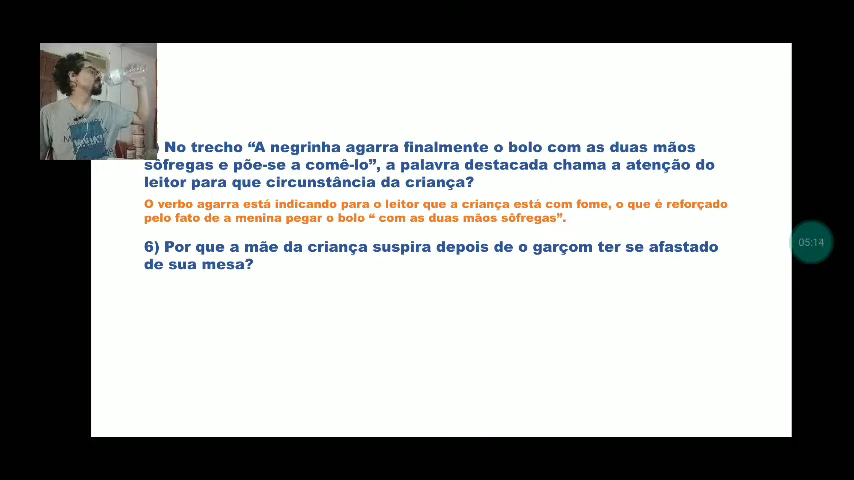 ) No trecho “A negrinha agarra finalmente o bolo com as duas mãos
sôfregas e põe-se a comê-lo”, a palavra destacada chama a atenção do
leitor para que circunstância da criança?
O verbo agarra está indicando para o leitor que a criança está com fome, o que é reforçado
pelo fato de a menina pegar o bolo “ com as duas mãos sôfregas”.
6) Por que a mãe da criança suspira depois de o garçom ter se afastado
de sua mesa?
05:14